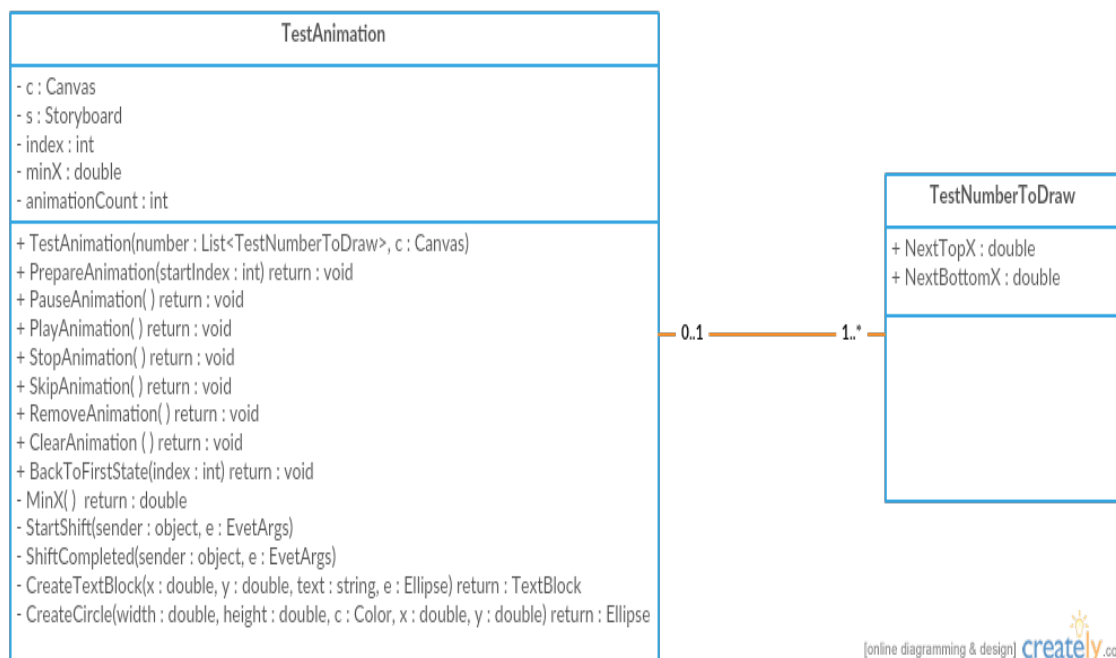 TestAnimation
- c : Canvas
- s : Storyboard
- index : int
- minX : double
- animationCount : int
+ TestAnimation(number : List<TestNumberToDraw>, c : Canvas)
+ PrepareAnimation(startIndex : int) return : void
+ PauseAnimation( ) return : void
+ PlayAnimation( ) return : void
+ StopAnimation( ) return : void
+ SkipAnimation( ) return : void
+ RemoveAnimation( ) return : void
+ ClearAnimation ( ) return : void
+ BackToFirstState(index : int) return : void
- MinX( ) return : double
- StartShift(sender : object, e : EvetArgs)
- ShiftCompleted(sender : object, e : EvetArgs)
- CreateTextBlock(x : double, y : double, text : string, e : Ellipse) return : TextBlock
- CreateCircle(width : double, height : double, c : Color, x : double, y : double) return : Ellipse
0..1
1..*
TestNumberToDraw
+ NextTopX : double
+ NextBottomX : double
[online diagramming & design] creately.co